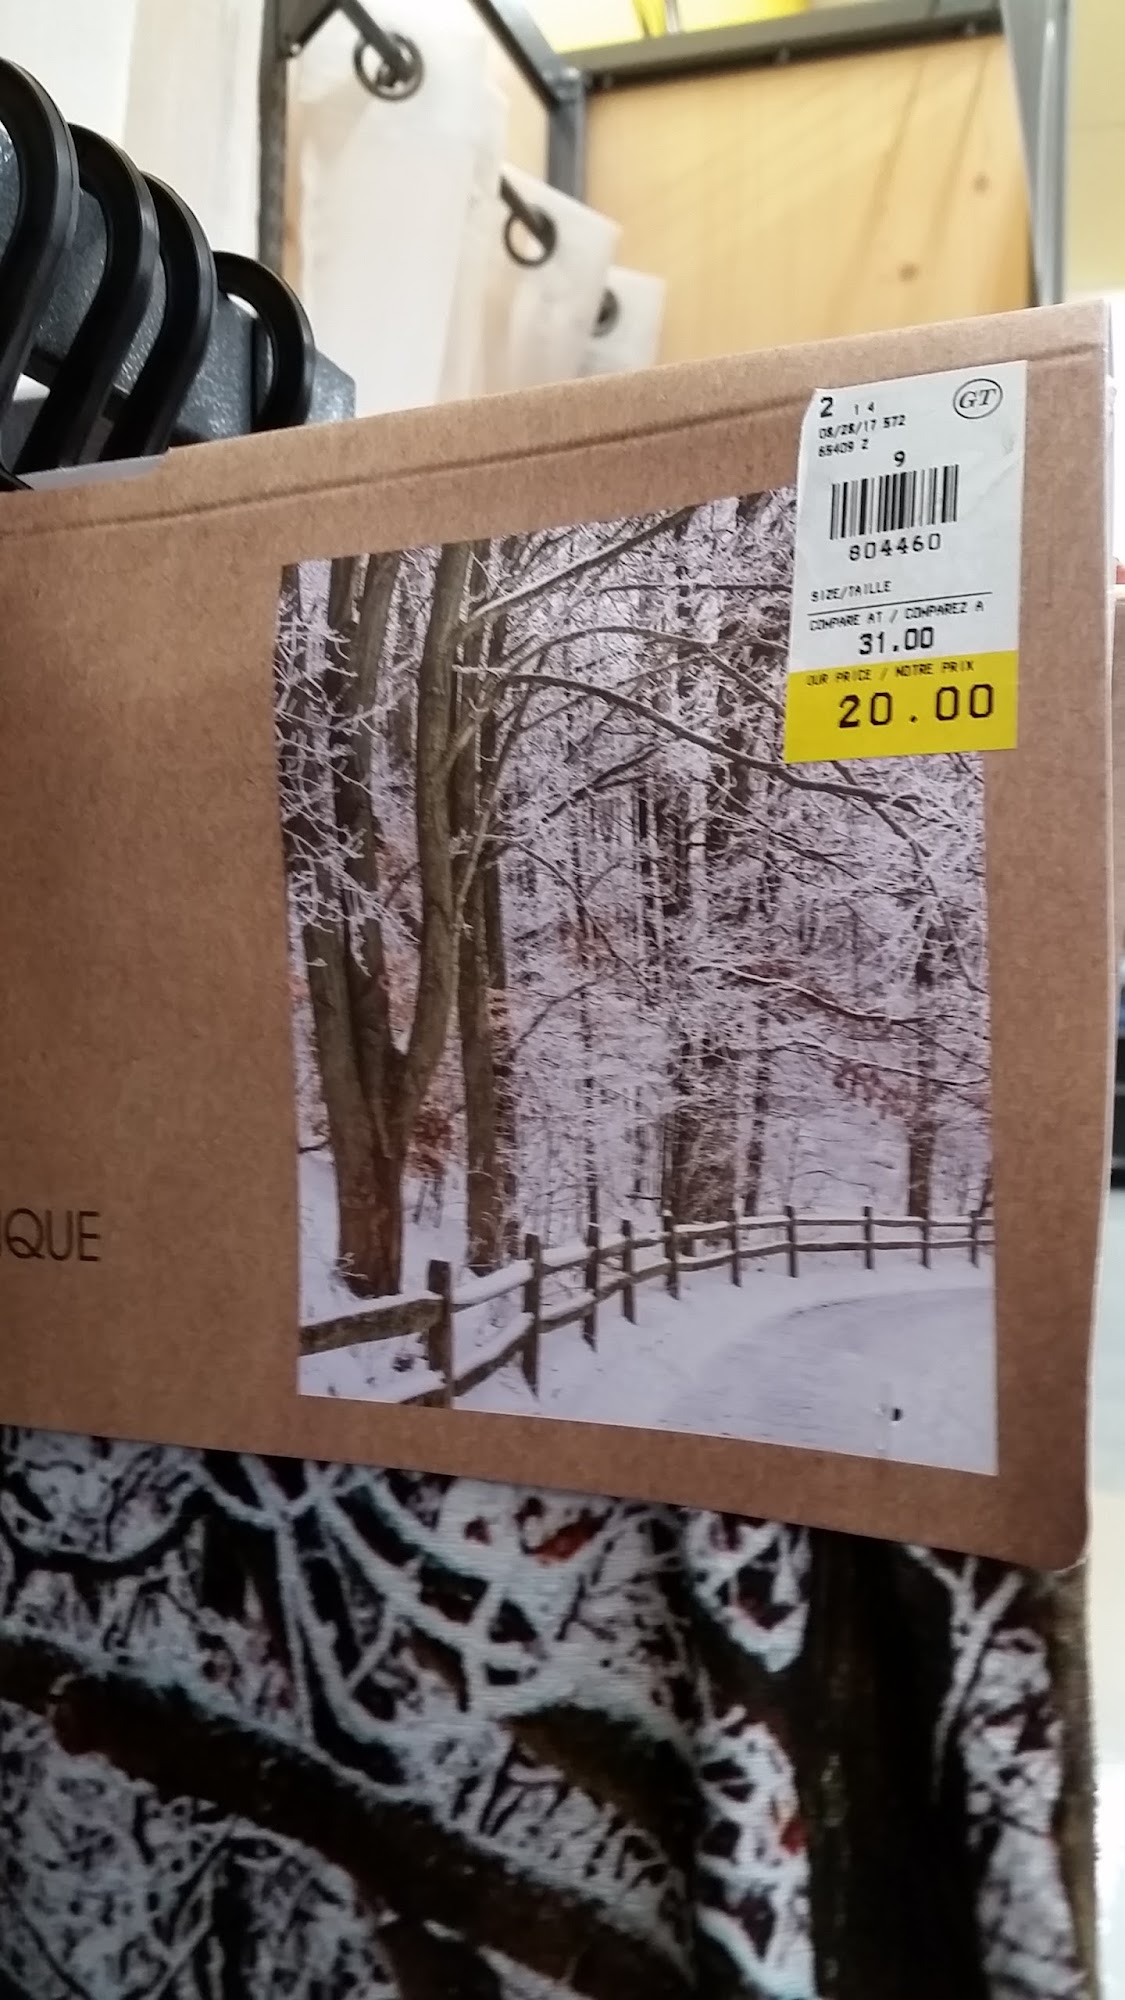 2 1 4
GT
08/28/17 572
65409 2
9
804460
SIZE/TAILLE
COMPARE AT / COMPAREZ A
31.00
OUR PRICE / NOTRE PRIX
20.00
IQUE